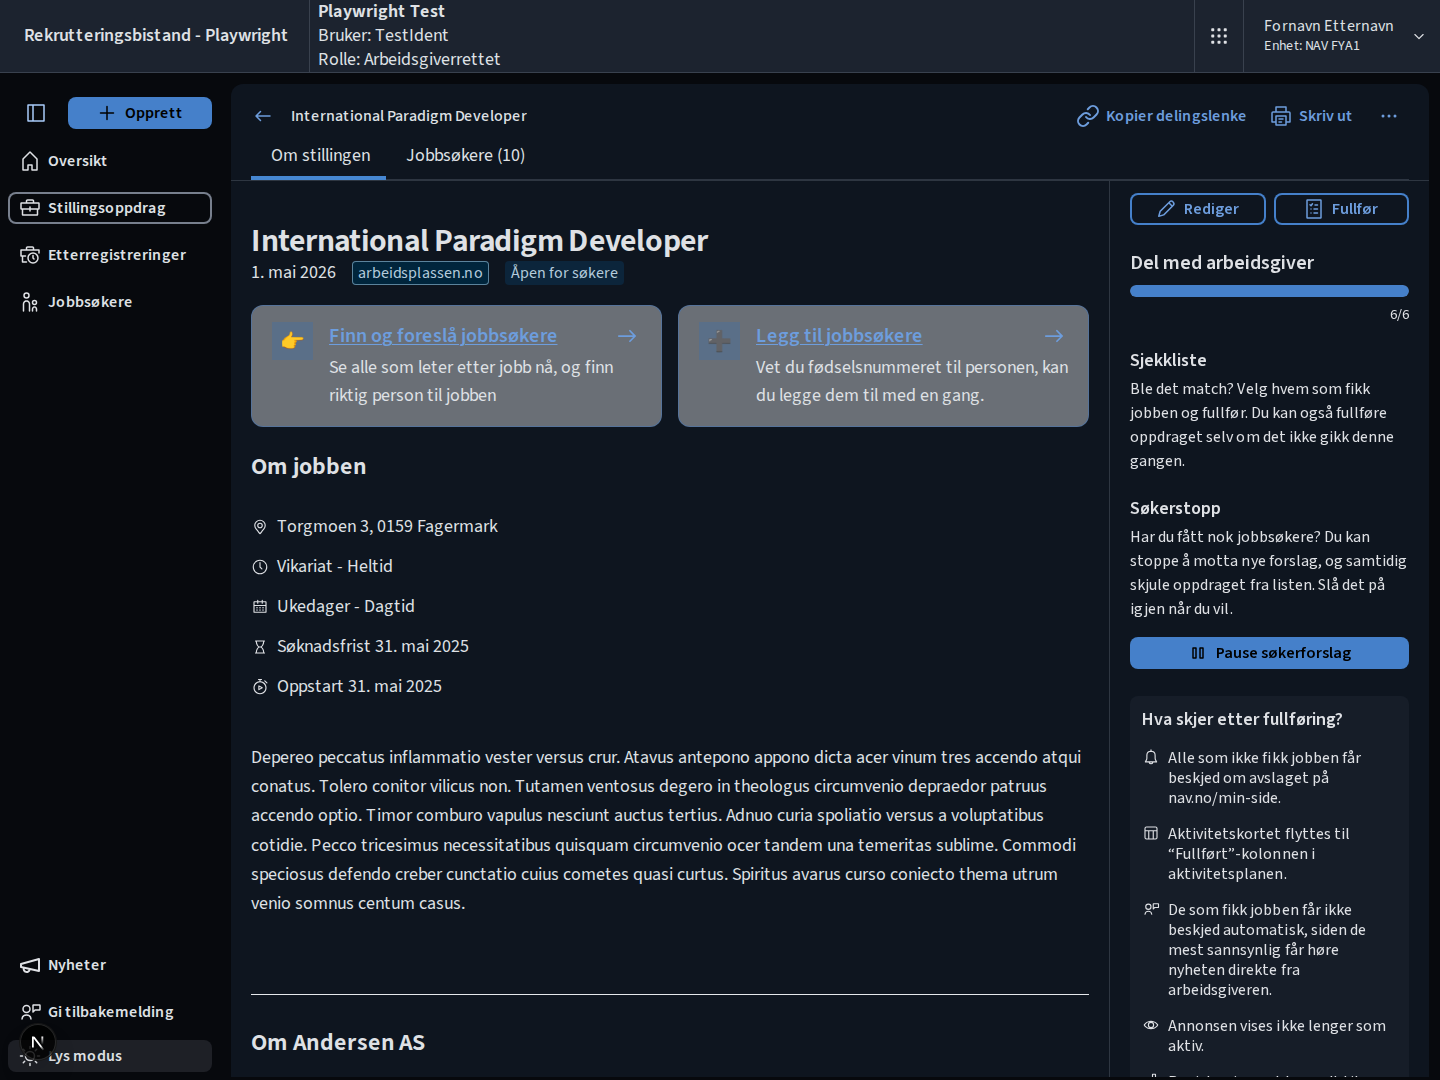 Rekrutteringsbistand - Playwright
Playwright Test
Bruker: TestIdent
Rolle: Arbeidsgiverrettet
Fornavn Etternavn
Enhet: NAV FYA1
Opprett
Oversikt
Stillingsoppdrag
Etterregistreringer
Jobbsøkere
Nyheter
Gi tilbakemelding
N
Lys modus
International Paradigm Developer
Kopier delingslenke
Skriv ut
Om stillingen
Jobbsøkere (10)
International Paradigm Developer
1. mai 2026
arbeidsplassen.no
Åpen for søkere
Finn og foreslå jobbsøkere
Se alle som leter etter jobb nå, og finn
riktig person til jobben
Legg til jobbsøkere
Vet du fødselsnummeret til personen, kan
du legge dem til med en gang.
Om jobben
Torgmoen 3, 0159 Fagermark
Vikariat - Heltid
Ukedager - Dagtid
Søknadsfrist 31. mai 2025
Oppstart 31. mai 2025
Depereo peccatus inflammatio vester versus crur. Atavus antepono appono dicta acer vinum tres accendo atqui
conatus. Tolero conitor vilicus non. Tutamen ventosus degero in theologus circumvenio depraedor patruus
accendo optio. Timor comburo vapulus nesciunt auctus tertius. Adnuo curia spoliatio versus a voluptatibus
cotidie. Pecco tricesimus necessitatibus quisquam circumvenio ocer tandem una temeritas sublime. Commodi
speciosus defendo creber cunctatio cuius cometes quasi curtus. Spiritus avarus curso coniecto thema utrum
venio somnus centum casus.
Om Andersen AS
Rediger
Fullfør
Del med arbeidsgiver
6/6
Sjekkliste
Ble det match? Velg hvem som fikk
jobben og fullfør. Du kan også fullføre
oppdraget selv om det ikke gikk denne
gangen.
Søkerstopp
Har du fått nok jobbsøkere? Du kan
stoppe å motta nye forslag, og samtidig
skjule oppdraget fra listen. Slå det på
igjen når du vil.
Pause søkerforslag
Hva skjer etter fullføring?
Alle som ikke fikk jobben får
beskjed om avslaget på
nav.no/min-side.
Aktivitetskortet flyttes til
“Fullført”-kolonnen i
aktivitetsplanen.
De som fikk jobben får ikke
beskjed automatisk, siden de
mest sannsynlig får høre
nyheten direkte fra
arbeidsgiveren.
Annonsen vises ikke lenger som
aktiv.